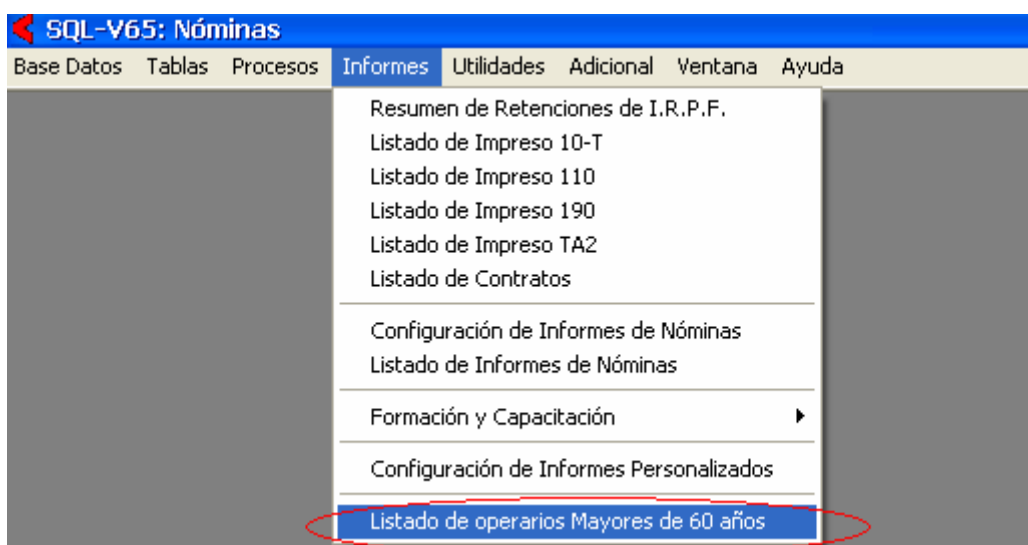 SQL-V65: Nóminas
Base Datos Tablas Procesos Informes Utilidades Adicional Ventana Ayuda
Resumen de Retenciones de I.R.P.F.
Listado de Impreso 10-T
Listado de Impreso 110
Listado de Impreso 190
Listado de Impreso TA2
Listado de Contratos
Configuración de Informes de Nóminas
Listado de Informes de Nóminas
Formación y Capacitación
Configuración de Informes Personalizados
Listado de operarios Mayores de 60 años